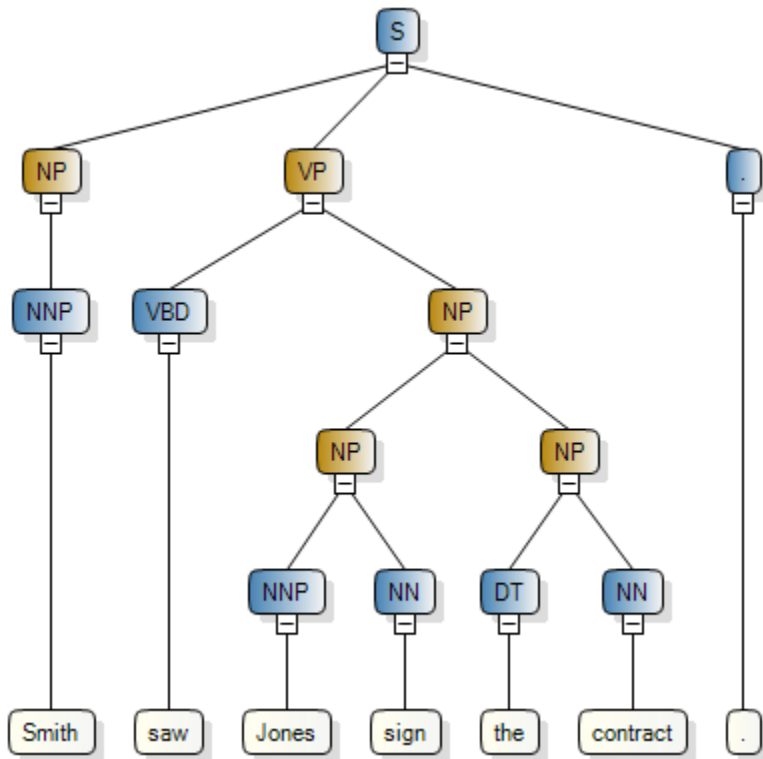 S
NP VP .
NNP VBD NP
NP NP
NNP NN DT NN
Smith saw Jones sign the contract .